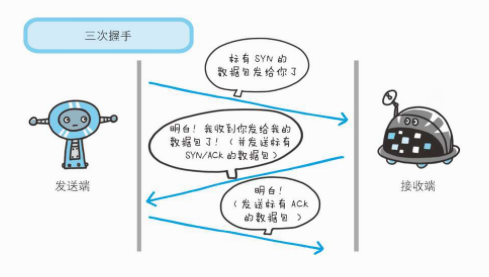 三次握手
标有 SYN 的
数据包发给你了
明白！我收到你发给我的
数据包了！（并发送标有
SYN/ACK 的数据包）
发送端
接收端
明白！
（发送标有 ACK
的数据包 ）